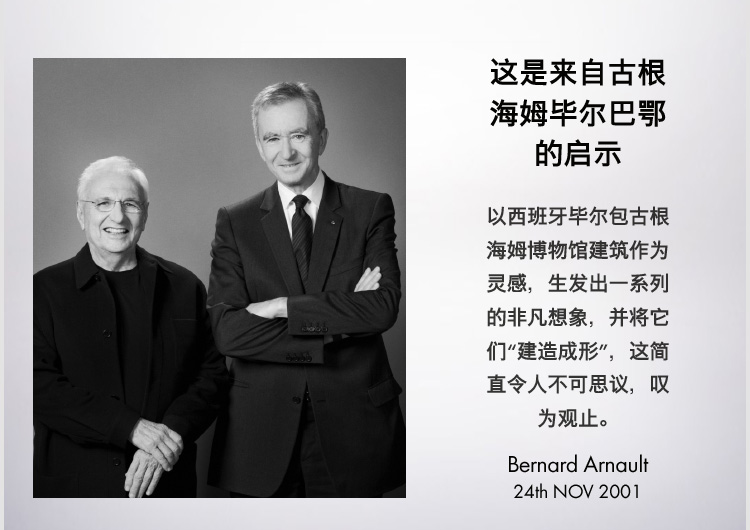 这是来自古根
海姆毕尔巴鄂
的启示
以西班牙毕尔包古根
海姆博物馆建筑作为
灵感，生发出一系列
的非凡想象，并将它
们“建造成形”，这简
直令人不可思议，叹
为观止。
Bernard Arnault
24th NOV 2001